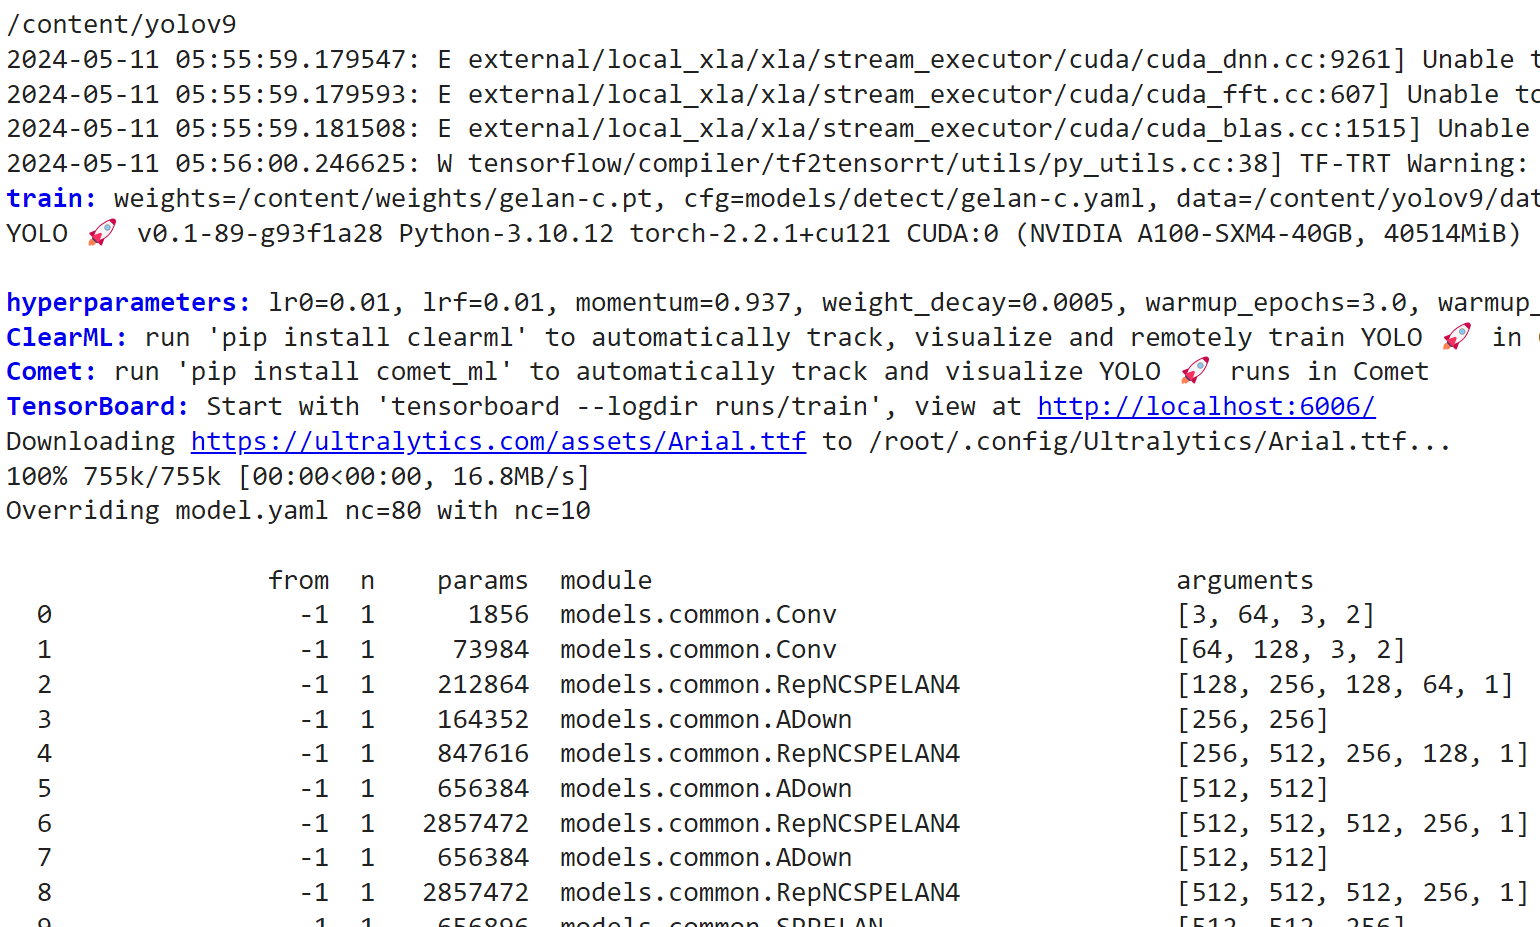 /content/yolov9
2024-05-11 05:55:59.179547: E external/local_xla/xla/stream_executor/cuda/cuda_dnn.cc:9261] Unable
2024-05-11 05:55:59.179593: E external/local_xla/xla/stream_executor/cuda/cuda_fft.cc:607] Unable to
2024-05-11 05:55:59.181508: E external/local_xla/xla/stream_executor/cuda/cuda_blas.cc:1515] Unable
2024-05-11 05:56:00.246625: W tensorflow/compiler/tf2tensorrt/utils/py_utils.cc:38] TF-TRT Warning:
train: weights=/content/weights/gelan-c.pt, cfg=models/detect/gelan-c.yaml, data=/content/yolov9/dat
YOLO 🚀 v0.1-89-g93f1a28 Python-3.10.12 torch-2.2.1+cu121 CUDA:0 (NVIDIA A100-SXM4-40GB, 40514MiB)
hyperparameters: lr0=0.01, lrf=0.01, momentum=0.937, weight_decay=0.0005, warmup_epochs=3.0, warmup_
ClearML: run 'pip install clearml' to automatically track, visualize and remotely train YOLO 🚀 in
Comet: run 'pip install comet_ml' to automatically track and visualize YOLO 🚀 runs in Comet
TensorBoard: Start with 'tensorboard --logdir runs/train', view at http://localhost:6006/
Downloading https://ultralytics.com/assets/Arial.ttf to /root/.config/Ultralytics/Arial.ttf...
100% 755k/755k [00:00<00:00, 16.8MB/s]
Overriding model.yaml nc=80 with nc=10
from n params module arguments
0 -1 1 1856 models.common.Conv [3, 64, 3, 2]
1 -1 1 73984 models.common.Conv [64, 128, 3, 2]
2 -1 1 212864 models.common.RepNCSPELAN4 [128, 256, 128, 64, 1]
3 -1 1 164352 models.common.ADown [256, 256]
4 -1 1 847616 models.common.RepNCSPELAN4 [256, 512, 256, 128, 1]
5 -1 1 656384 models.common.ADown [512, 512]
6 -1 1 2857472 models.common.RepNCSPELAN4 [512, 512, 512, 256, 1]
7 -1 1 656384 models.common.ADown [512, 512]
8 -1 1 2857472 models.common.RepNCSPELAN4 [512, 512, 512, 256, 1]
9 -1 1 656896 models.common.SPPELAN [512, 512, 256]